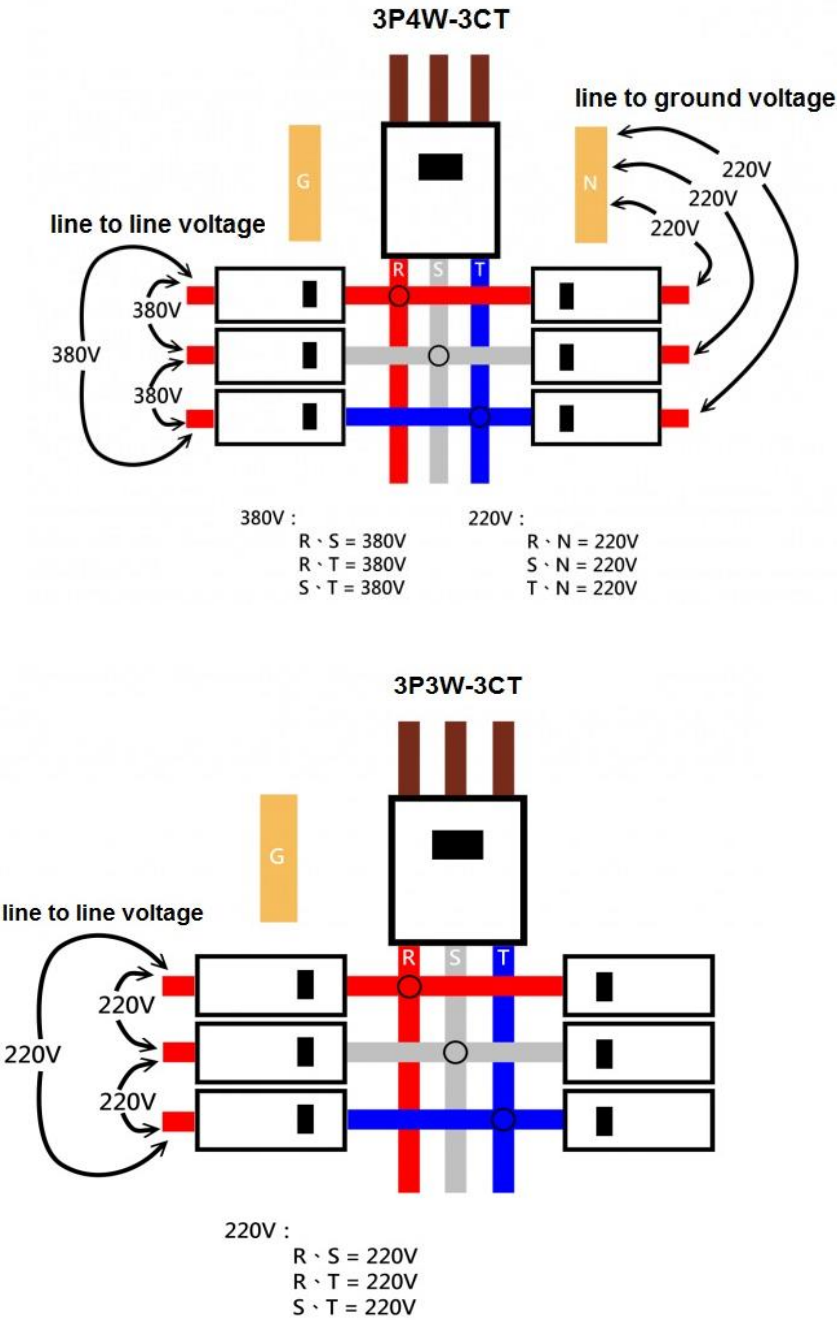 3P4W-3CT
line to ground voltage
G
N
220V
220V
220V
line to line voltage
R S T
380V
380V
380V
380V :
R、S = 380V
R、T = 380V
S、T = 380V
220V :
R、N = 220V
S、N = 220V
T、N = 220V
3P3W-3CT
G
line to line voltage
R S T
220V
220V
220V
220V :
R、S = 220V
R、T = 220V
S、T = 220V